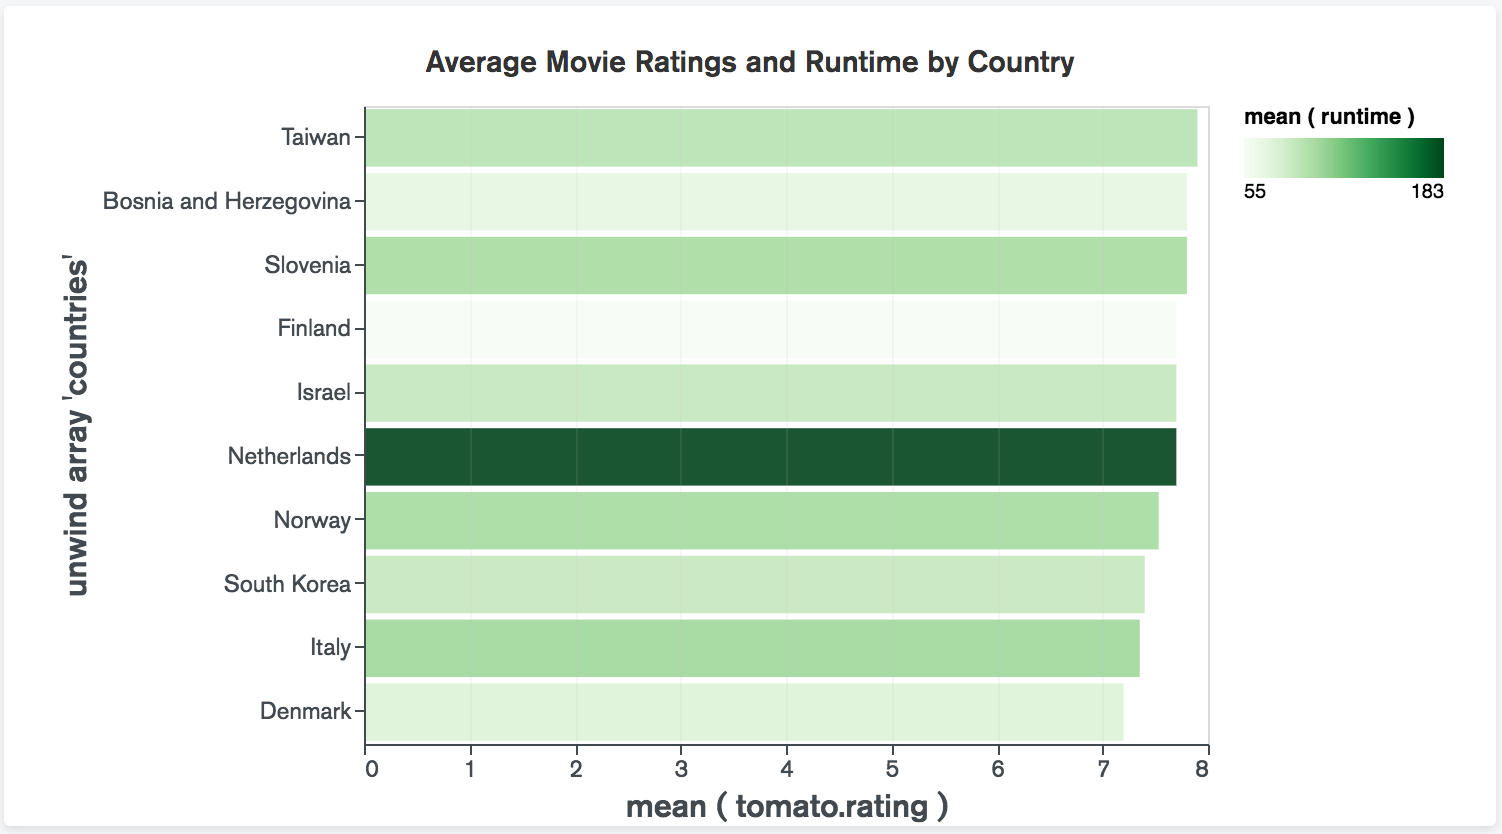 Average Movie Ratings and Runtime by Country
mean ( runtime )
55 183
unwind array 'countries'
Taiwan
Bosnia and Herzegovina
Slovenia
Finland
Israel
Netherlands
Norway
South Korea
Italy
Denmark
0 1 2 3 4 5 6 7 8
mean ( tomato.rating )